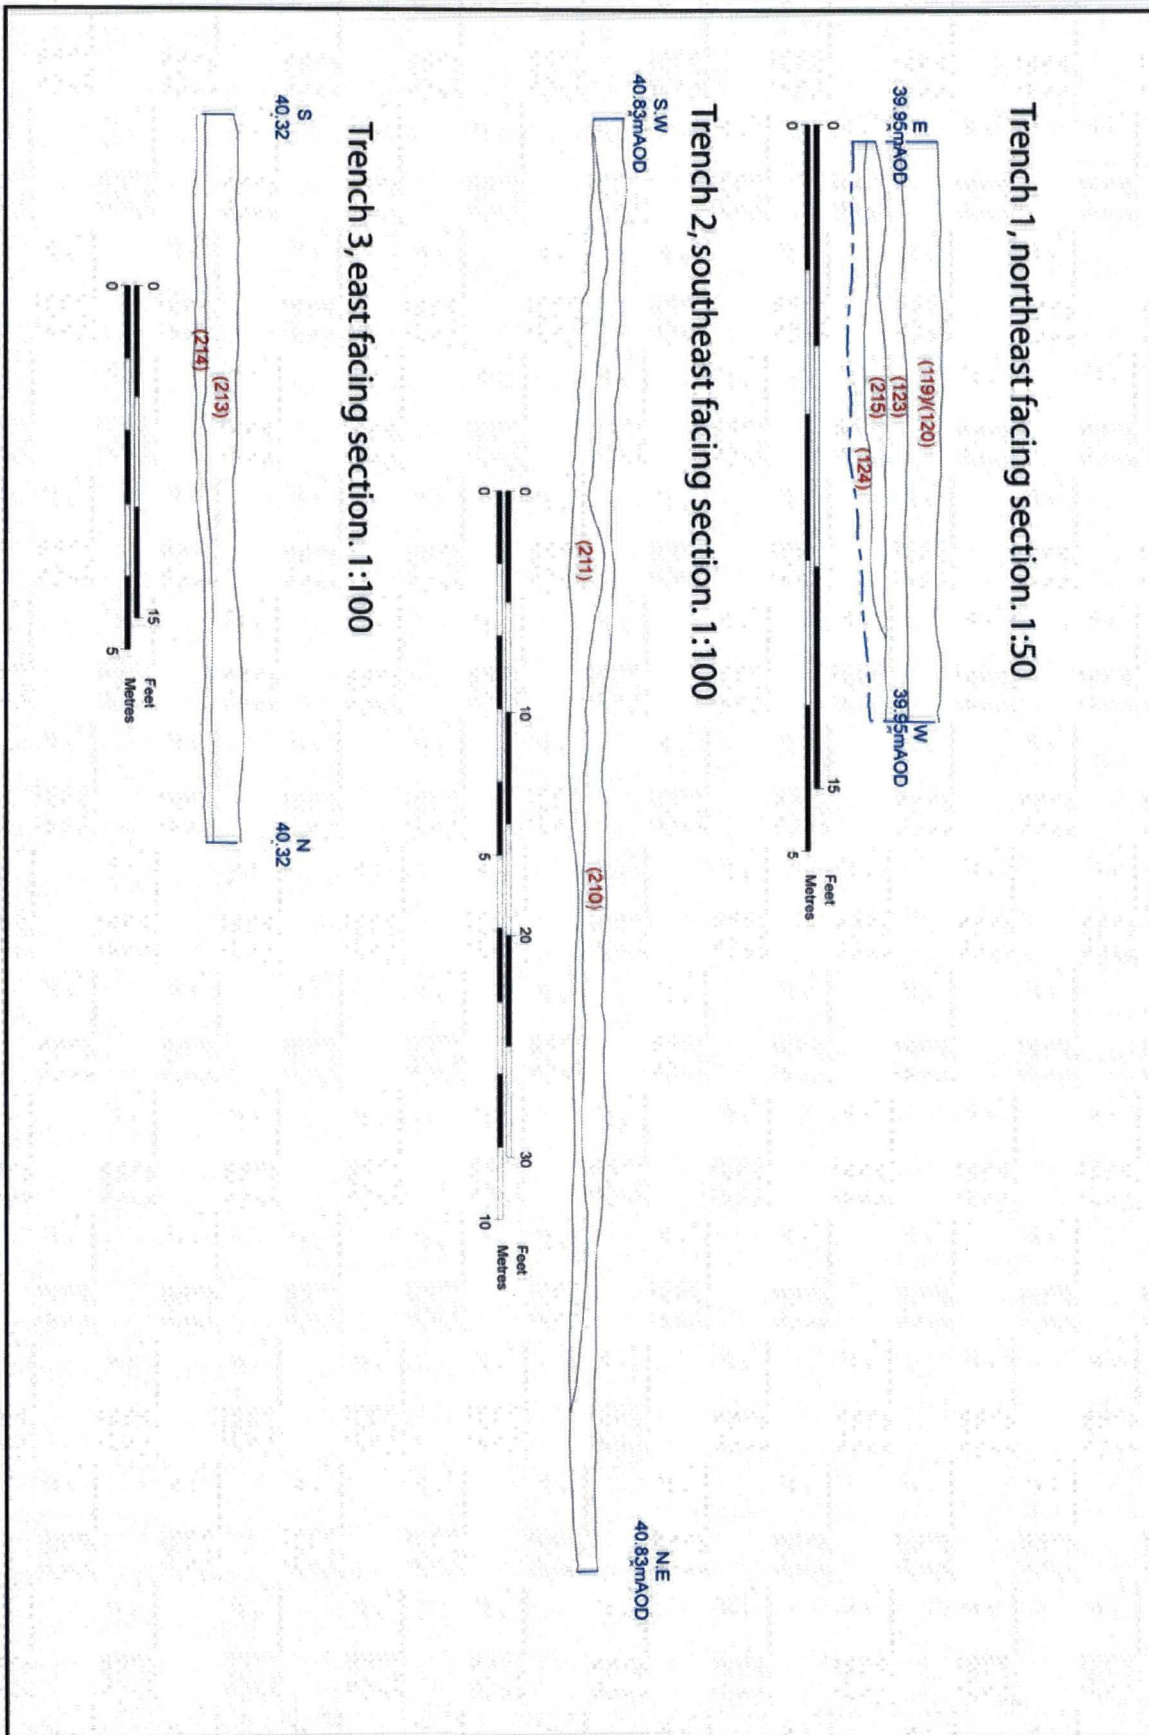 Trench 1, northeast facing section. 1:50
E
39.95mAOD
W
39.95mAOD
(119)/(120)
(123)
(215)
(124)
0
15
Feet
0
5
Metres
Trench 2, southeast facing section. 1:100
S.W
40.83mAOD
N.E
40.83mAOD
(210)
(211)
0
10
20
30
Feet
0
5
10
Metres
Trench 3, east facing section. 1:100
S
40.32
N
40.32
(213)
(214)
0
15
Feet
0
5
Metres